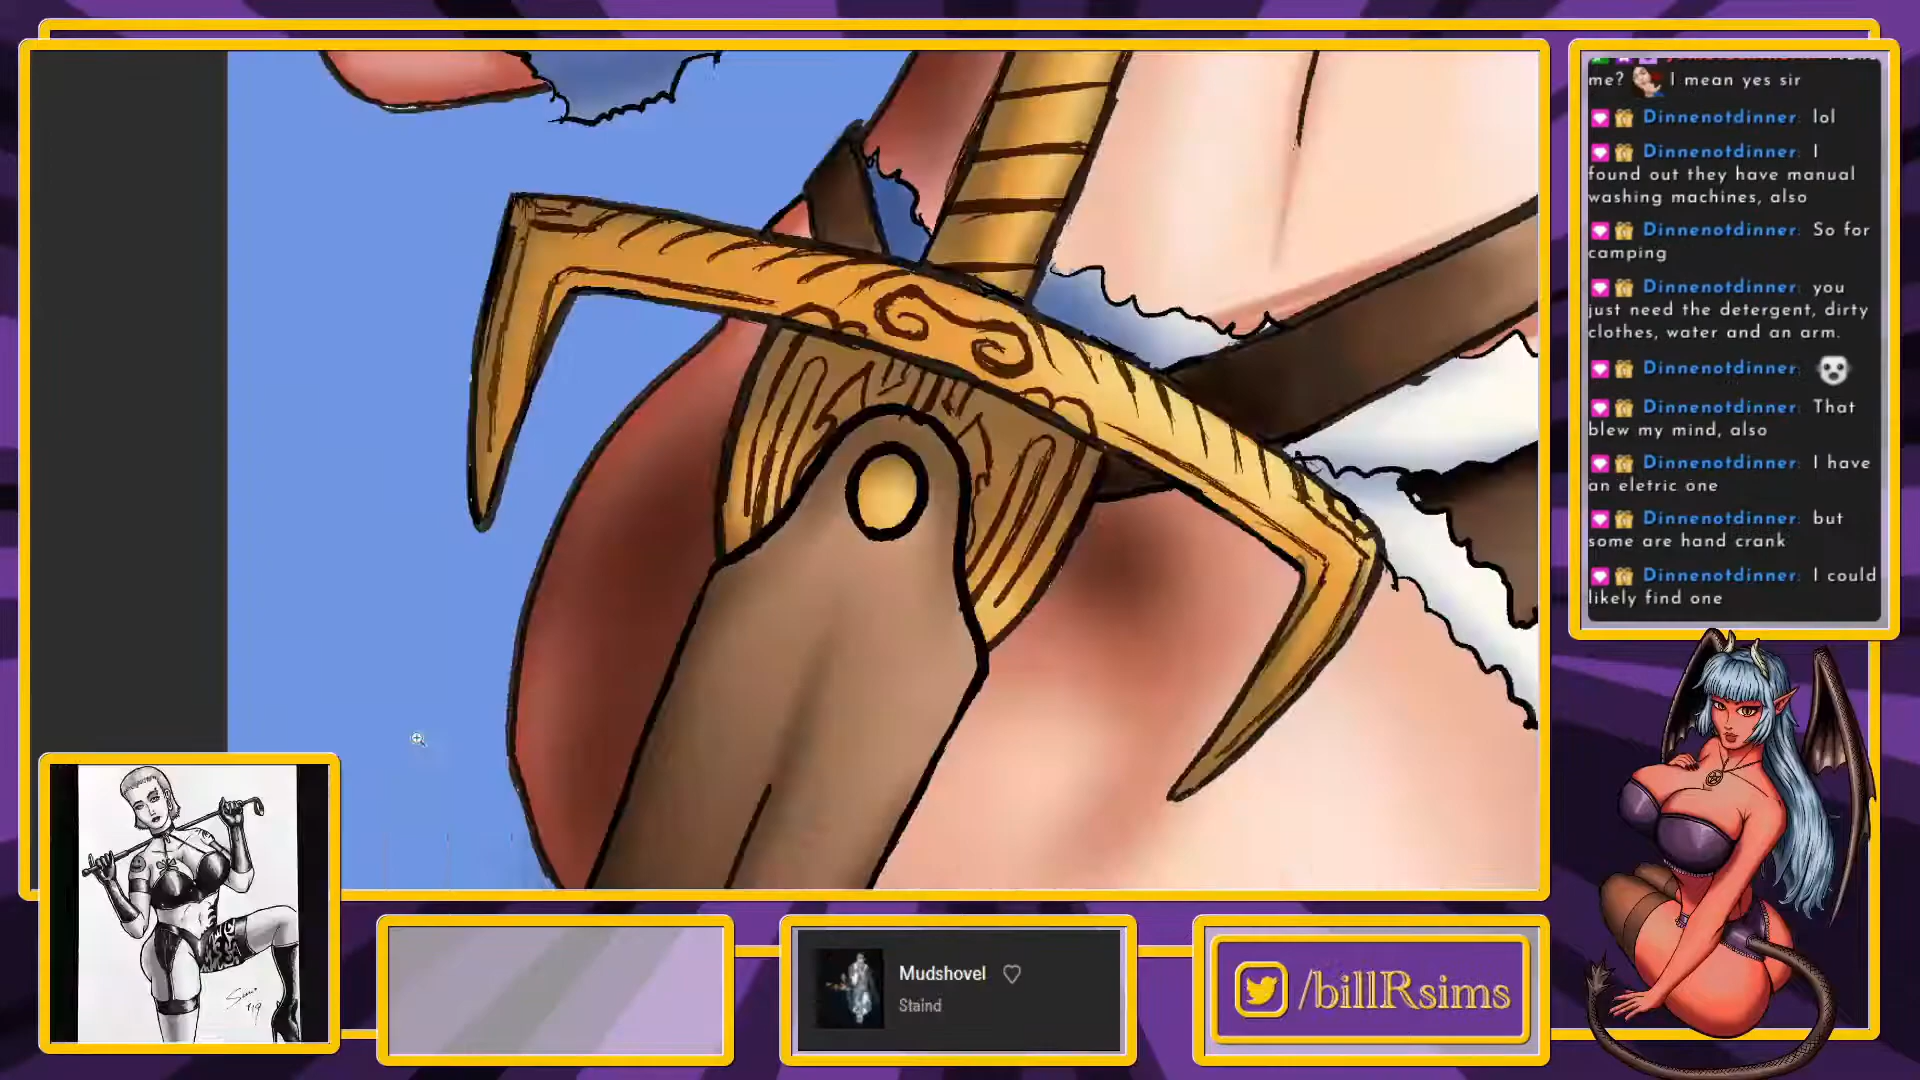 me? I mean yes sir
Dinnenotdinner: lol
Dinnenotdinner: I
found out they have manual
washing machines, also
Dinnenotdinner: So for
camping
Dinnenotdinner: you
just need the detergent, dirty
clothes, water and an arm.
Dinnenotdinner:
Dinnenotdinner: That
blew my mind, also
Dinnenotdinner: I have
an eletric one
Dinnenotdinner: but
some are hand crank
Dinnenotdinner: I could
likely find one
Mudshovel
Staind
/billRsims